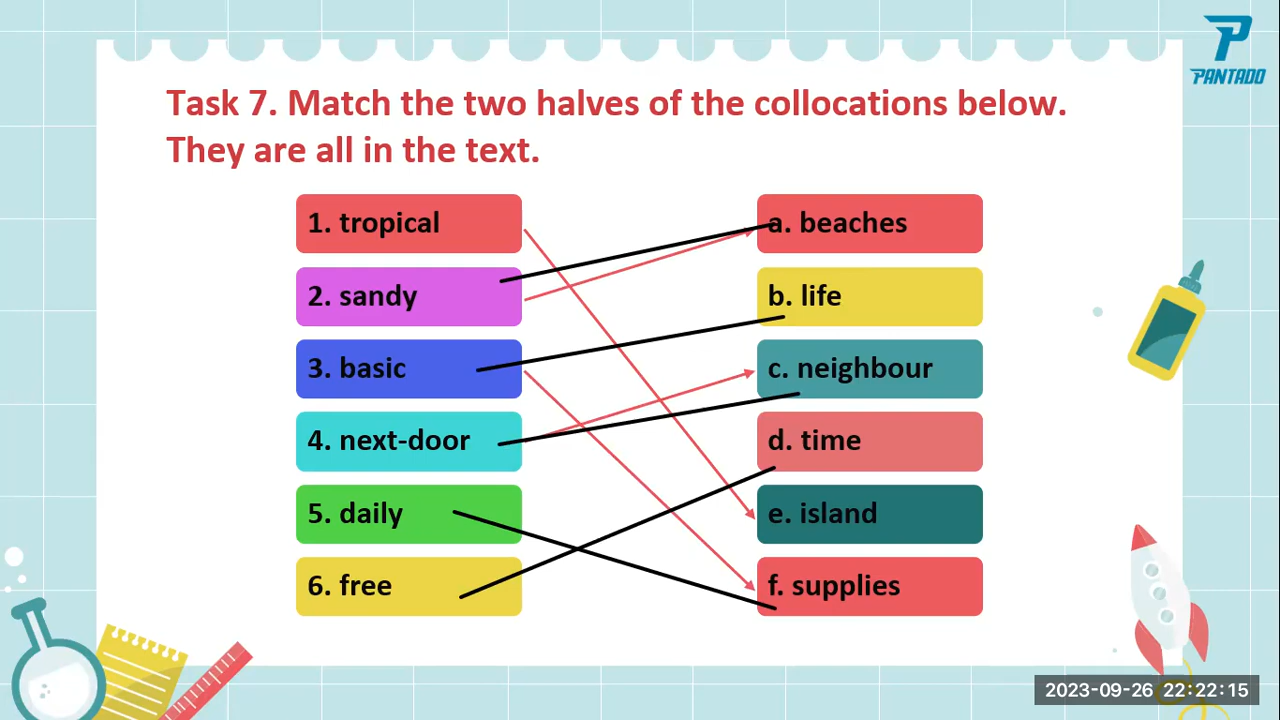 PANTADO
Task 7. Match the two halves of the collocations below.
They are all in the text.
1. tropical
a. beaches
2. sandy
b. life
3. basic
c. neighbour
4. next-door
d. time
5. daily
e. island
6. free
f. supplies
2023-09-26 22:22:15